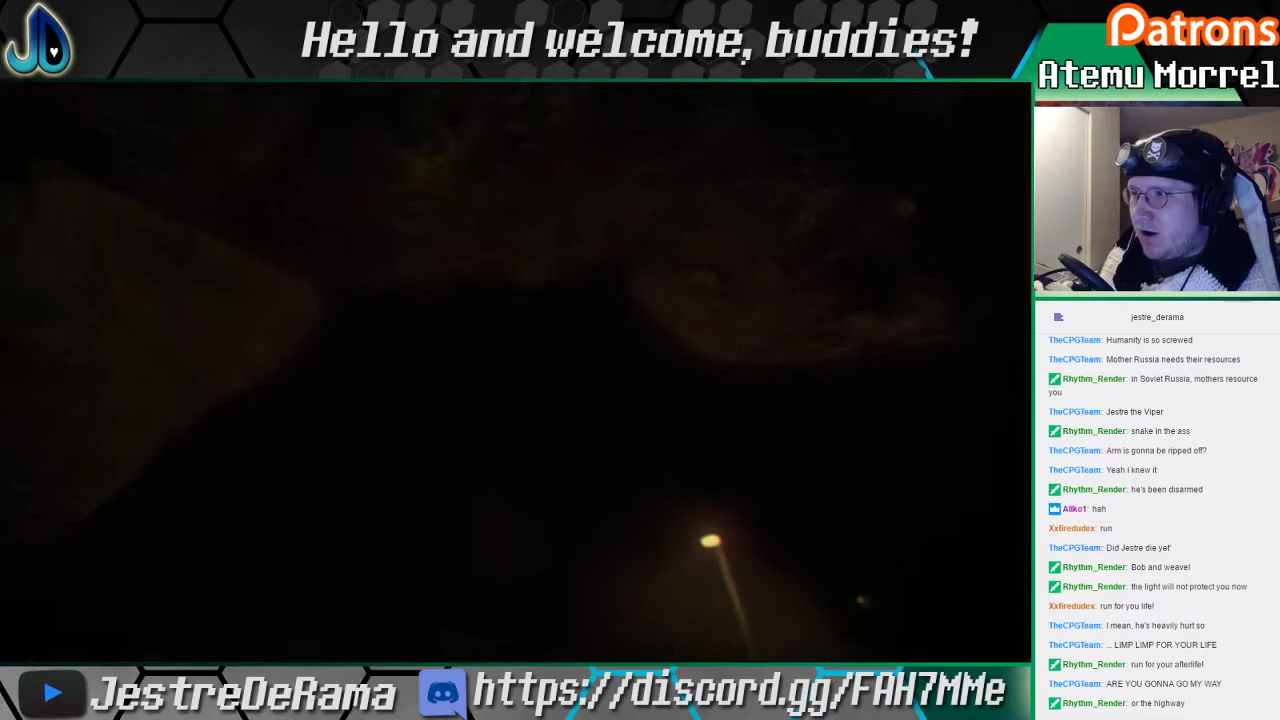 JD
Hello and welcome, buddies!
Patrons
Atemu Morrel
jestre_derama
TheCPGTeam: Humanity is so screwed
TheCPGTeam: Mother Russia needs their resources
Rhythm_Render: in Soviet Russia, mothers resource
you
TheCPGTeam: Jestre the Viper
Rhythm_Render: snake in the ass
TheCPGTeam: Arm is gonna be ripped off?
TheCPGTeam: Yeah I knew it
Rhythm_Render: he's been disarmed
Aliko1: hah
Xxfiredudex: run
TheCPGTeam: Did Jestre die yet'
Rhythm_Render: Bob and weave!
Rhythm_Render: the light will not protect you now
Xxfiredudex: run for you life!
TheCPGTeam: I mean, he's heavily hurt so
TheCPGTeam: ... LIMP LIMP FOR YOUR LIFE
Rhythm_Render: run for your afterlife!
TheCPGTeam: ARE YOU GONNA GO MY WAY
Rhythm_Render: or the highway
JestreDeRama
https://discord.gg/FAH7MMe